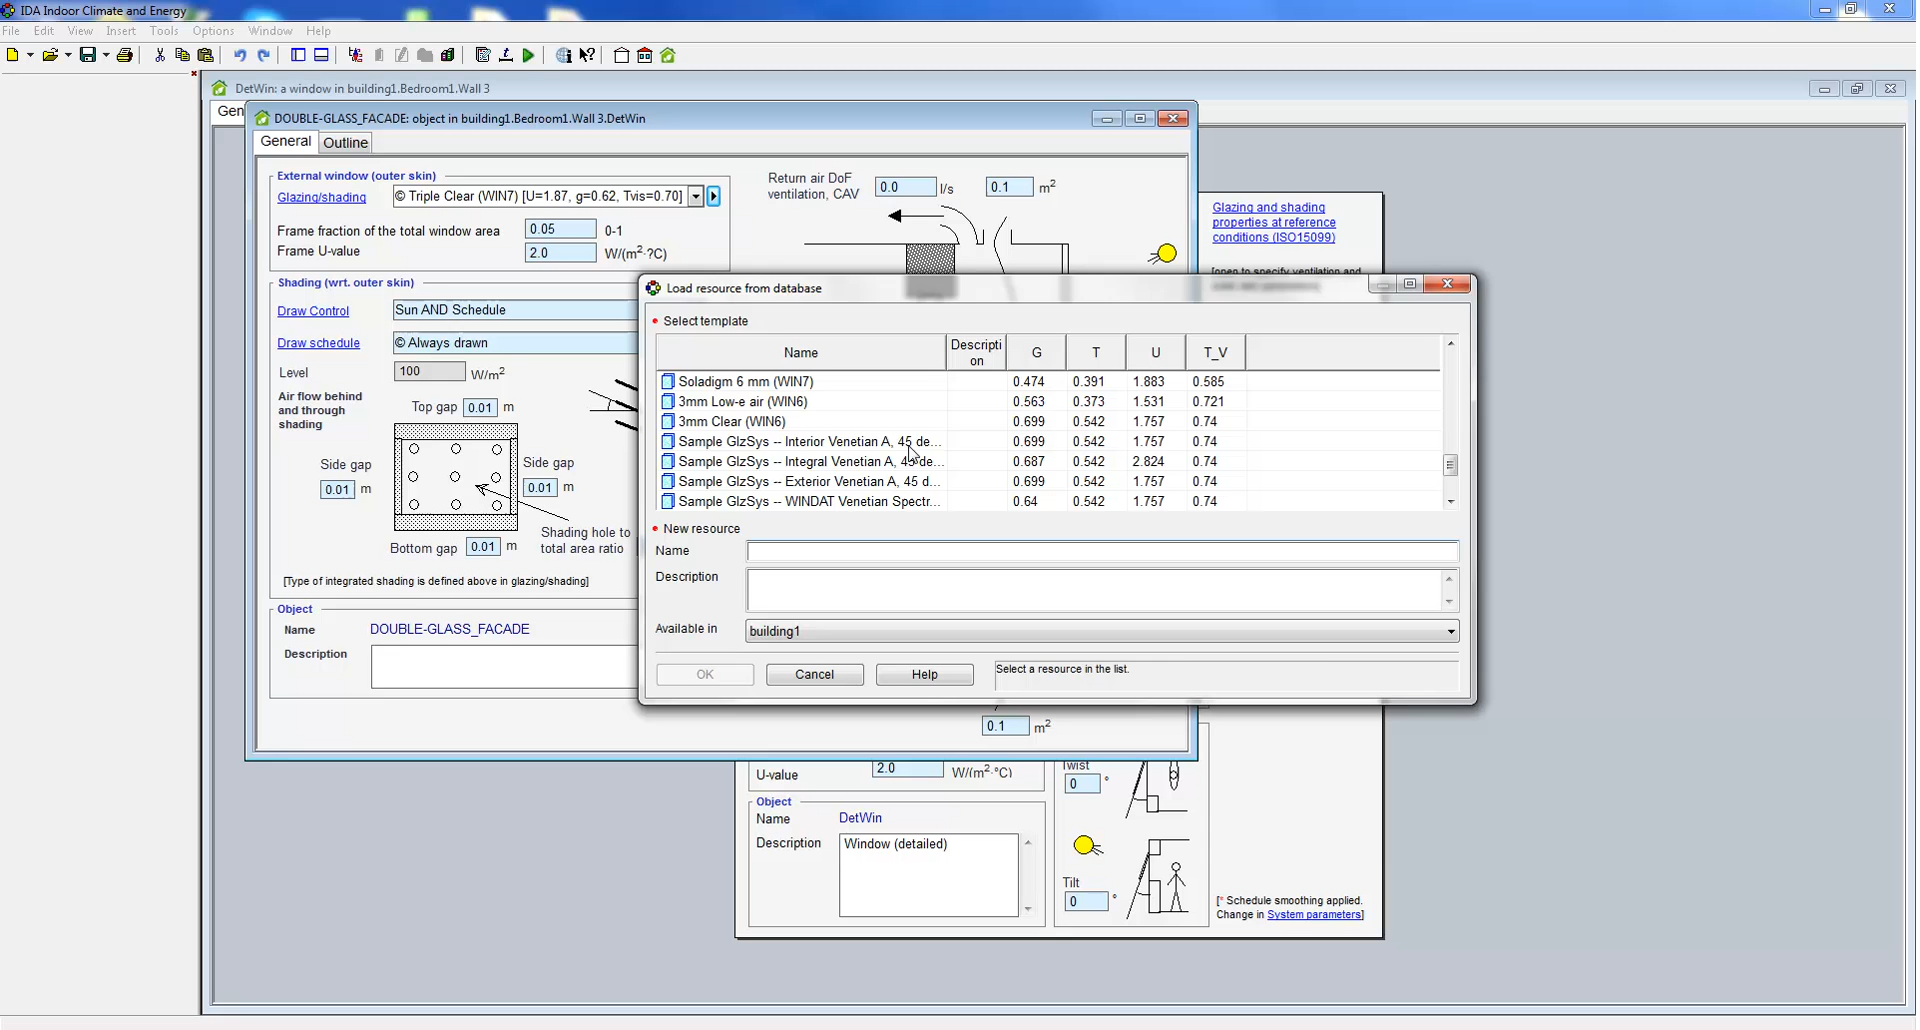 IDA Indoor Climate and Energy
File Edit View Insert Tools Options Window Help
DetWin: a window in building1.Bedroom1.Wall 3
DOUBLE-GLASS_FACADE: object in building1.Bedroom1.Wall 3.DetWin
General Outline
External window (outer skin)
Glazing/shading © Triple Clear (WIN7) [U=1.87, g=0.62, Tvis=0.70]
Frame fraction of the total window area 0.05 0-1
Frame U-value 2.0 W/(m²·?C)
Return air DoF
ventilation, CAV 0.0 l/s 0.1 m²
Shading (wrt. outer skin)
Draw Control Sun AND Schedule
Draw schedule © Always drawn
Level 100 W/m²
Air flow behind
and through
shading
Top gap 0.01 m
Side gap
0.01 m
Side gap
0.01 m
Bottom gap 0.01 m
Shading hole to
total area ratio
[Type of integrated shading is defined above in glazing/shading]
Object
Name DOUBLE-GLASS_FACADE
Description
0.1 m²
Glazing and shading
properties at reference
conditions (ISO15099)
[open to specify ventilation and
Load resource from database
Select template
Name Descripti
on G T U T_V
Soladigm 6 mm (WIN7) 0.474 0.391 1.883 0.585
3mm Low-e air (WIN6) 0.563 0.373 1.531 0.721
3mm Clear (WIN6) 0.699 0.542 1.757 0.74
Sample GlzSys -- Interior Venetian A, 45 de... 0.699 0.542 1.757 0.74
Sample GlzSys -- Integral Venetian A, 45 de... 0.687 0.542 2.824 0.74
Sample GlzSys -- Exterior Venetian A, 45 d... 0.699 0.542 1.757 0.74
Sample GlzSys -- WINDAT Venetian Spectr... 0.64 0.542 1.757 0.74
New resource
Name
Description
Available in building1
OK Cancel Help Select a resource in the list.
U-value 2.0 W/(m²·°C)
Object
Name DetWin
Description Window (detailed)
Twist
0 °
Tilt
0 °
[* Schedule smoothing applied.
Change in System parameters]